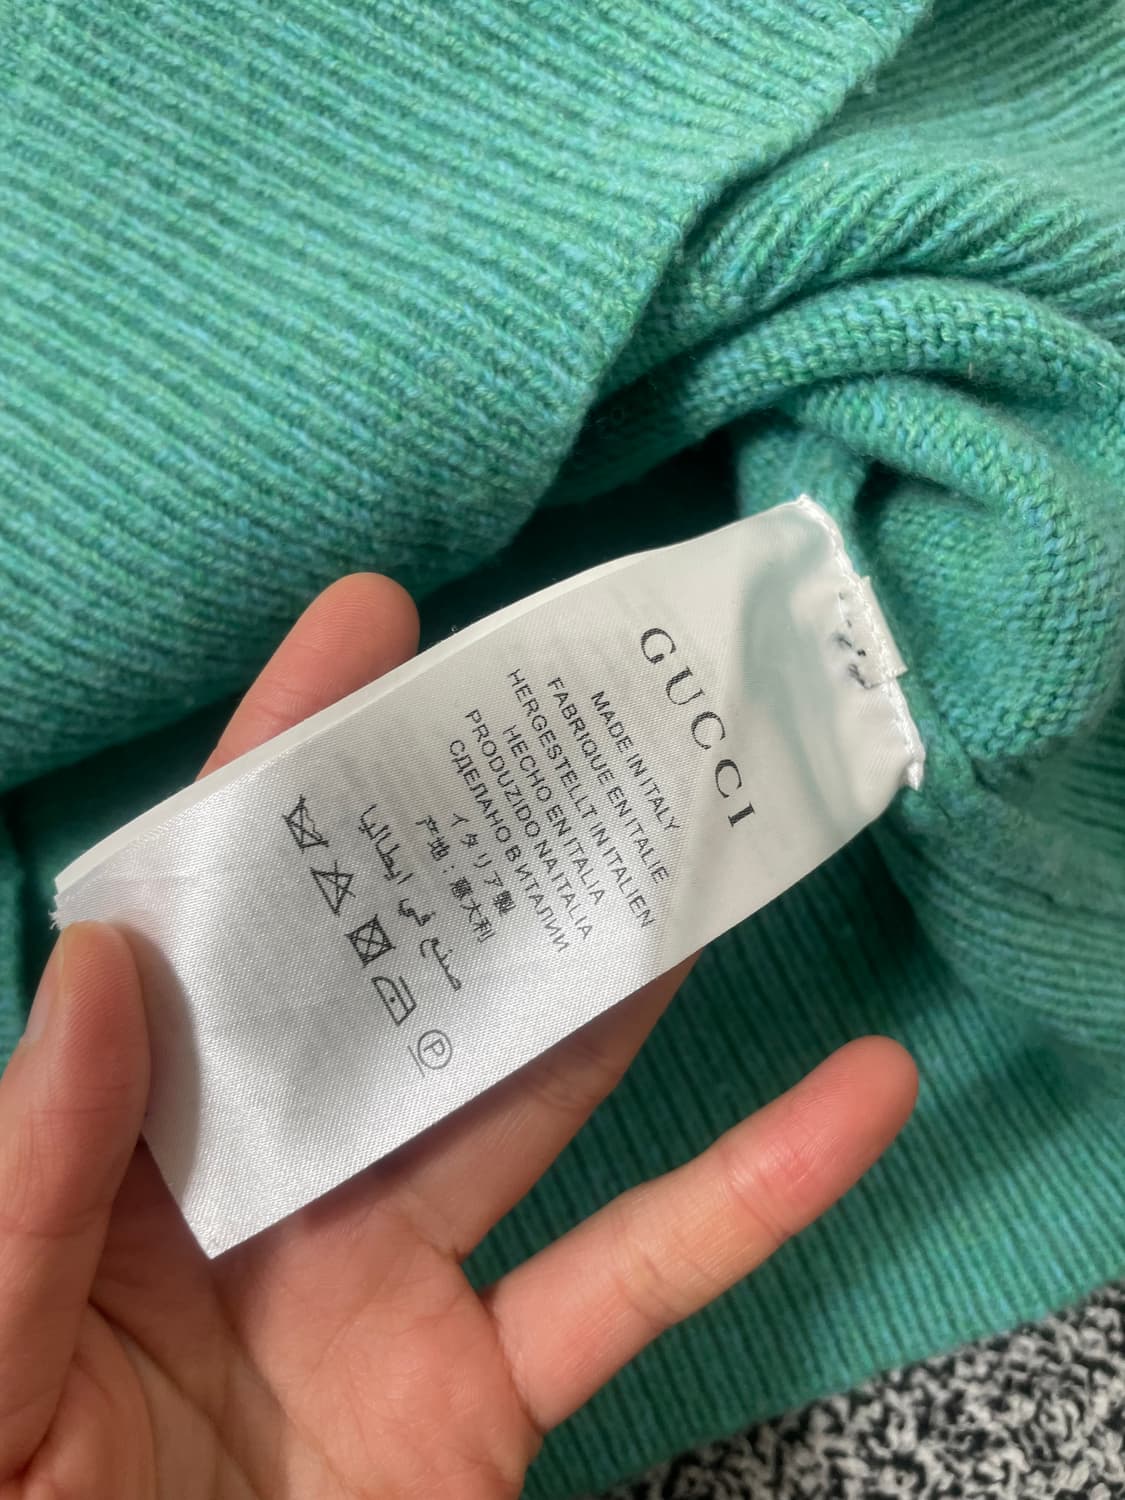 GUCCI
MADE IN ITALY
FABRIQUE EN ITALIE
HERGESTELLT IN ITALIEN
HECHO EN ITALIA
PRODUZIDO NA ITALIA
СДЕЛАНО В ИТАЛИИ
イタリア製
产地：意大利
صنع في ايطاليا
P